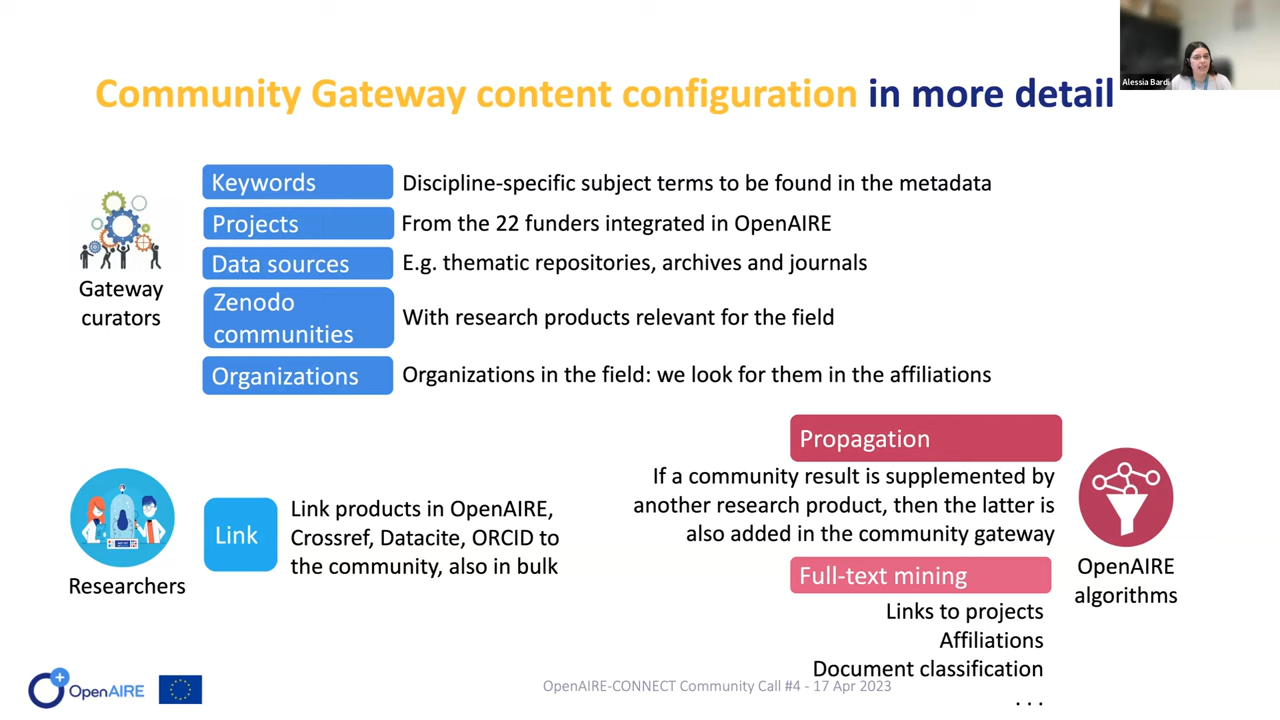 Alessia Bardi
Community Gateway content configuration in more detail
Keywords
Discipline-specific subject terms to be found in the metadata
Projects
From the 22 funders integrated in OpenAIRE
Data sources
E.g. thematic repositories, archives and journals
Zenodo
communities
With research products relevant for the field
Organizations
Organizations in the field: we look for them in the affiliations
Gateway
curators
Researchers
Link
Link products in OpenAIRE,
Crossref, Datacite, ORCID to
the community, also in bulk
Propagation
If a community result is supplemented by
another research product, then the latter is
also added in the community gateway
Full-text mining
Links to projects
Affiliations
Document classification
. . .
OpenAIRE
algorithms
OpenAIRE
OpenAIRE-CONNECT Community Call #4 - 17 Apr 2023